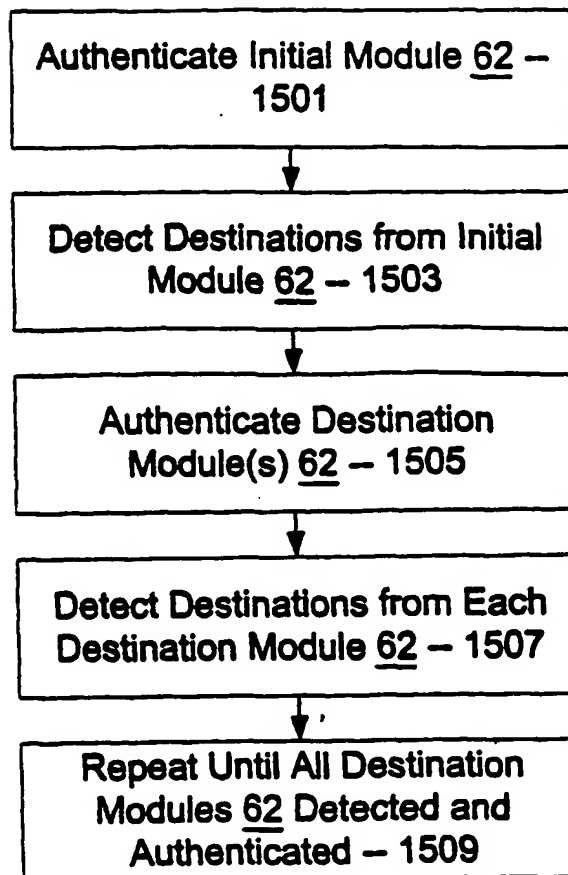 Authenticate Initial Module 62 –
1501
Detect Destinations from Initial
Module 62 – 1503
Authenticate Destination
Module(s) 62 – 1505
Detect Destinations from Each
Destination Module 62 – 1507
Repeat Until All Destination
Modules 62 Detected and
Authenticated – 1509